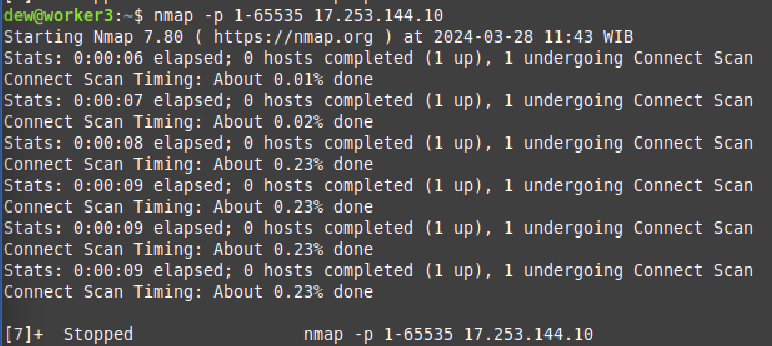 dew@worker3:~$ nmap -p 1-65535 17.253.144.10
Starting Nmap 7.80 ( https://nmap.org ) at 2024-03-28 11:43 WIB
Stats: 0:00:06 elapsed; 0 hosts completed (1 up), 1 undergoing Connect Scan
Connect Scan Timing: About 0.01% done
Stats: 0:00:07 elapsed; 0 hosts completed (1 up), 1 undergoing Connect Scan
Connect Scan Timing: About 0.02% done
Stats: 0:00:08 elapsed; 0 hosts completed (1 up), 1 undergoing Connect Scan
Connect Scan Timing: About 0.23% done
Stats: 0:00:09 elapsed; 0 hosts completed (1 up), 1 undergoing Connect Scan
Connect Scan Timing: About 0.23% done
Stats: 0:00:09 elapsed; 0 hosts completed (1 up), 1 undergoing Connect Scan
Connect Scan Timing: About 0.23% done
Stats: 0:00:09 elapsed; 0 hosts completed (1 up), 1 undergoing Connect Scan
Connect Scan Timing: About 0.23% done
[7]+  Stopped                 nmap -p 1-65535 17.253.144.10